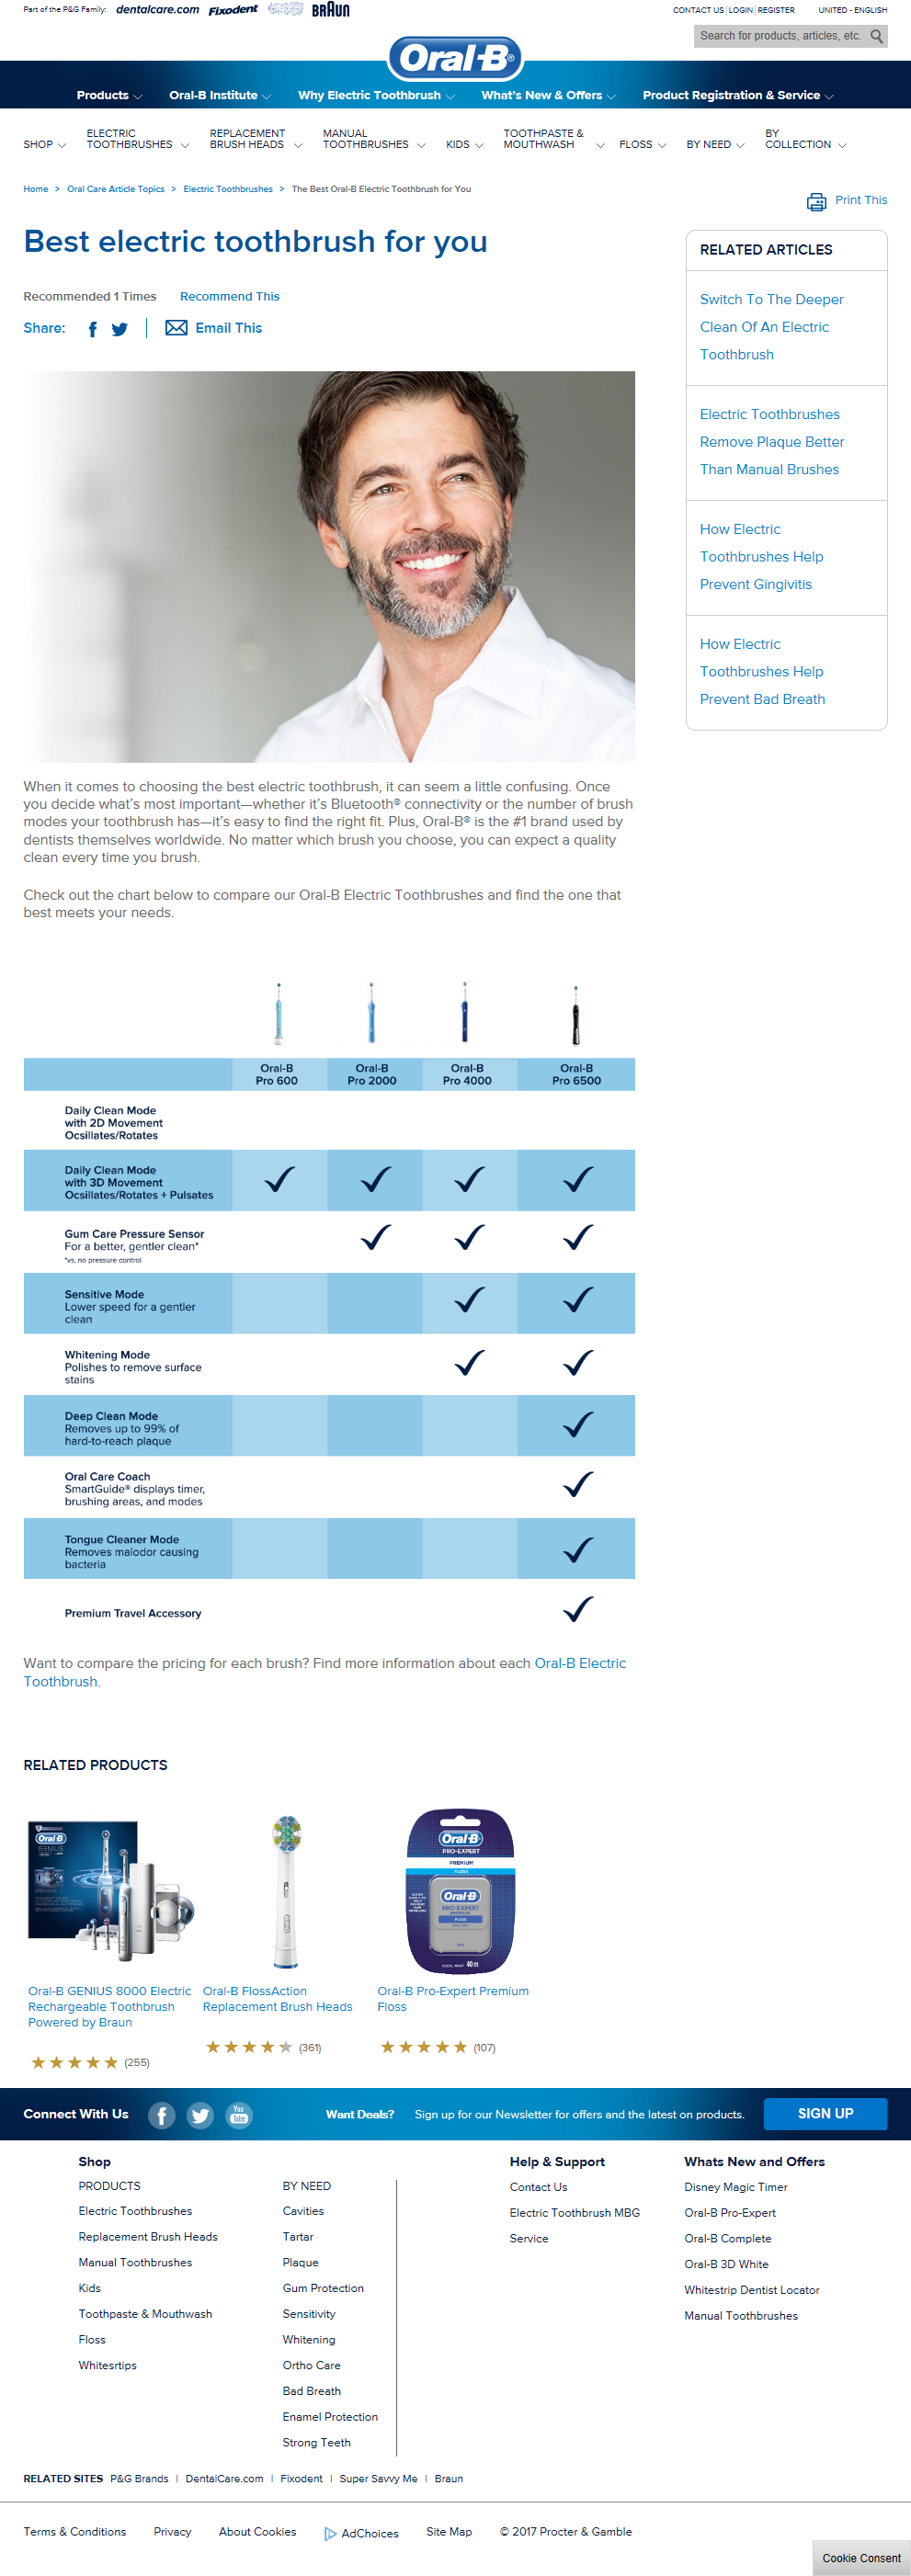 Part of the P&G Family: dentalcare.com Fixodent BRAUN
CONTACT US | LOGIN | REGISTER UNITED - ENGLISH
Search for products, articles, etc.
Oral-B®
Products Oral-B Institute Why Electric Toothbrush What's New & Offers Product Registration & Service
SHOP ELECTRIC TOOTHBRUSHES REPLACEMENT BRUSH HEADS MANUAL TOOTHBRUSHES KIDS TOOTHPASTE & MOUTHWASH FLOSS BY NEED BY COLLECTION
Home > Oral Care Article Topics > Electric Toothbrushes > The Best Oral-B Electric Toothbrush for You
Print This
Best electric toothbrush for you
Recommended 1 Times Recommend This
Share: Email This
RELATED ARTICLES
Switch To The Deeper
Clean Of An Electric
Toothbrush
Electric Toothbrushes
Remove Plaque Better
Than Manual Brushes
How Electric
Toothbrushes Help
Prevent Gingivitis
How Electric
Toothbrushes Help
Prevent Bad Breath
When it comes to choosing the best electric toothbrush, it can seem a little confusing. Once
you decide what's most important—whether it's Bluetooth® connectivity or the number of brush
modes your toothbrush has—it's easy to find the right fit. Plus, Oral-B® is the #1 brand used by
dentists themselves worldwide. No matter which brush you choose, you can expect a quality
clean every time you brush.
Check out the chart below to compare our Oral-B Electric Toothbrushes and find the one that
best meets your needs.
Oral-B Pro 600 Oral-B Pro 2000 Oral-B Pro 4000 Oral-B Pro 6500
Daily Clean Mode
with 2D Movement
Ocsillates/Rotates
Daily Clean Mode
with 3D Movement
Ocsillates/Rotates + Pulsates
Gum Care Pressure Sensor
For a better, gentler clean*
*vs. no pressure control
Sensitive Mode
Lower speed for a gentler
clean
Whitening Mode
Polishes to remove surface
stains
Deep Clean Mode
Removes up to 99% of
hard-to-reach plaque
Oral Care Coach
SmartGuide® displays timer,
brushing areas, and modes
Tongue Cleaner Mode
Removes malodor causing
bacteria
Premium Travel Accessory
Want to compare the pricing for each brush? Find more information about each Oral-B Electric
Toothbrush.
RELATED PRODUCTS
Oral-B
GENIUS
Oral-B
PRO-EXPERT
PREMIUM
FLOSS
Oral-B
PRO-EXPERT
PREMIUM
FLOSS
COOL MINT 40m
Oral-B GENIUS 8000 Electric
Rechargeable Toothbrush
Powered by Braun
(255)
Oral-B FlossAction
Replacement Brush Heads
(361)
Oral-B Pro-Expert Premium
Floss
(107)
Connect With Us You Tube Want Deals? Sign up for our Newsletter for offers and the latest on products. SIGN UP
Shop
PRODUCTS
Electric Toothbrushes
Replacement Brush Heads
Manual Toothbrushes
Kids
Toothpaste & Mouthwash
Floss
Whitesrtips
BY NEED
Cavities
Tartar
Plaque
Gum Protection
Sensitivity
Whitening
Ortho Care
Bad Breath
Enamel Protection
Strong Teeth
Help & Support
Contact Us
Electric Toothbrush MBG
Service
Whats New and Offers
Disney Magic Timer
Oral-B Pro-Expert
Oral-B Complete
Oral-B 3D White
Whitestrip Dentist Locator
Manual Toothbrushes
RELATED SITES P&G Brands | DentalCare.com | Fixodent | Super Savvy Me | Braun
Terms & Conditions Privacy About Cookies AdChoices Site Map © 2017 Procter & Gamble
Cookie Consent